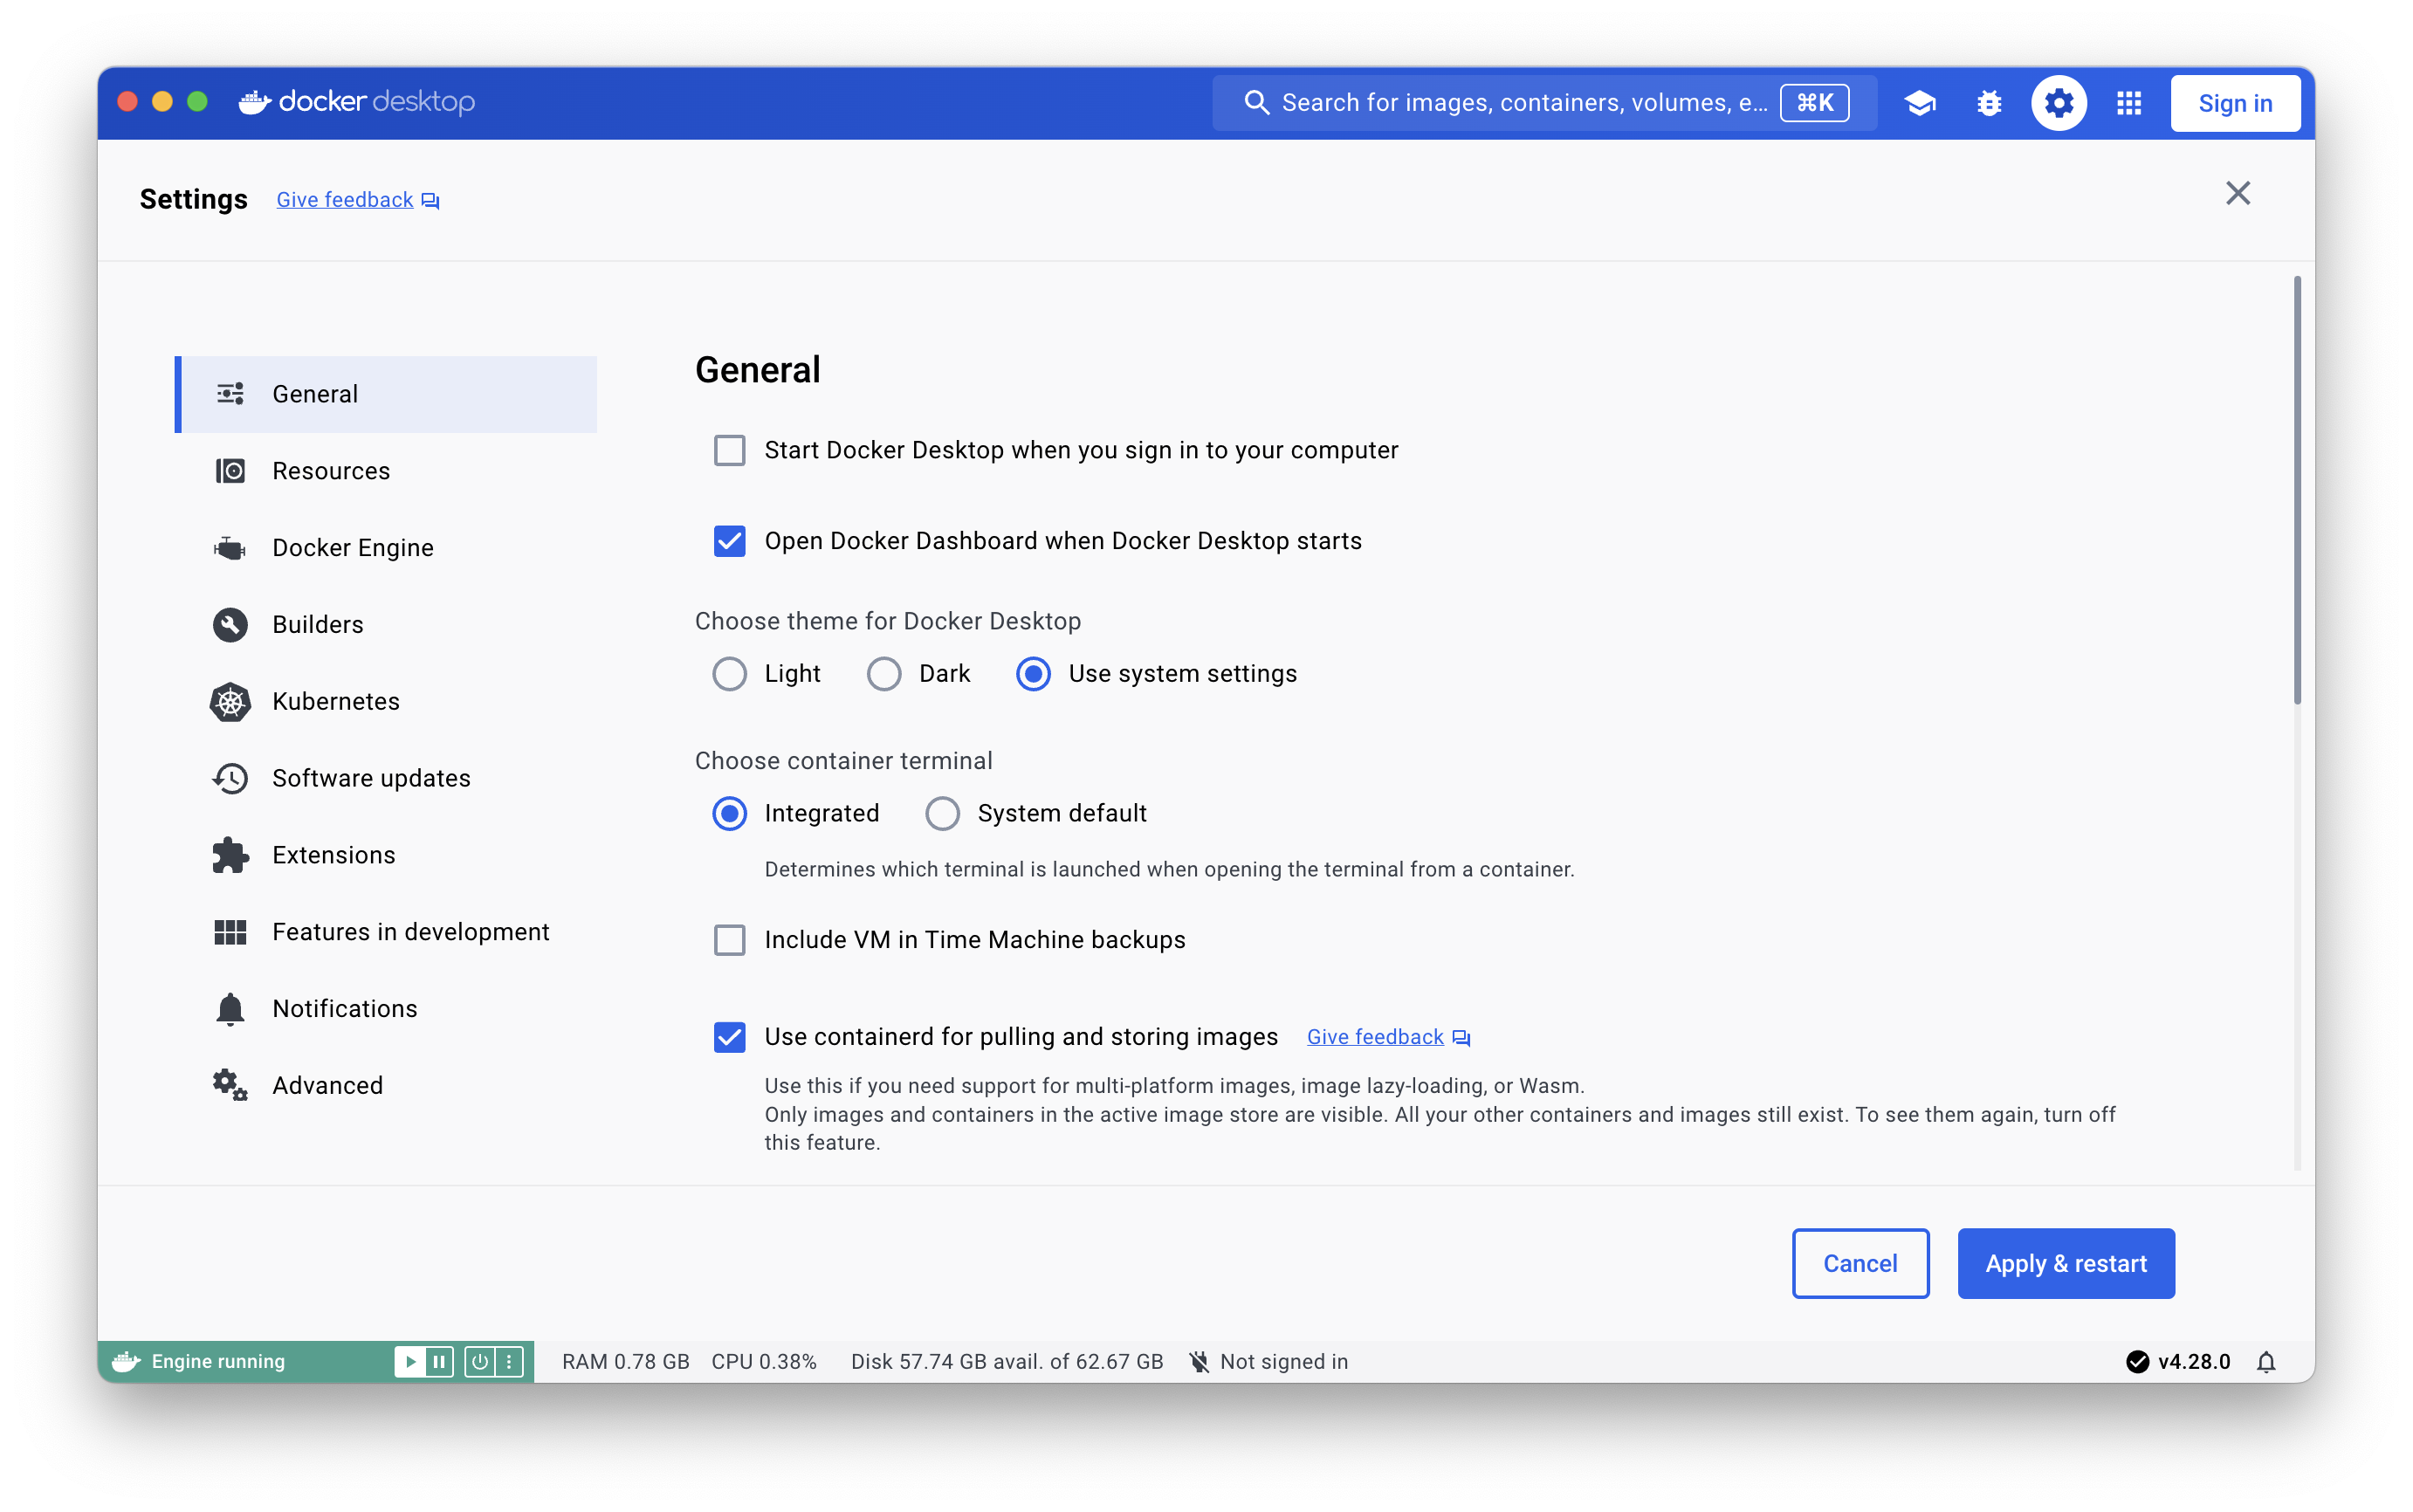 docker desktop
Search for images, containers, volumes, e... ⌘K
Sign in
Settings Give feedback
General
Resources
Docker Engine
Builders
Kubernetes
Software updates
Extensions
Features in development
Notifications
Advanced
General
Start Docker Desktop when you sign in to your computer
Open Docker Dashboard when Docker Desktop starts
Choose theme for Docker Desktop
Light Dark Use system settings
Choose container terminal
Integrated System default
Determines which terminal is launched when opening the terminal from a container.
Include VM in Time Machine backups
Use containerd for pulling and storing images Give feedback
Use this if you need support for multi-platform images, image lazy-loading, or Wasm.
Only images and containers in the active image store are visible. All your other containers and images still exist. To see them again, turn off
this feature.
Cancel Apply & restart
Engine running RAM 0.78 GB CPU 0.38% Disk 57.74 GB avail. of 62.67 GB Not signed in v4.28.0